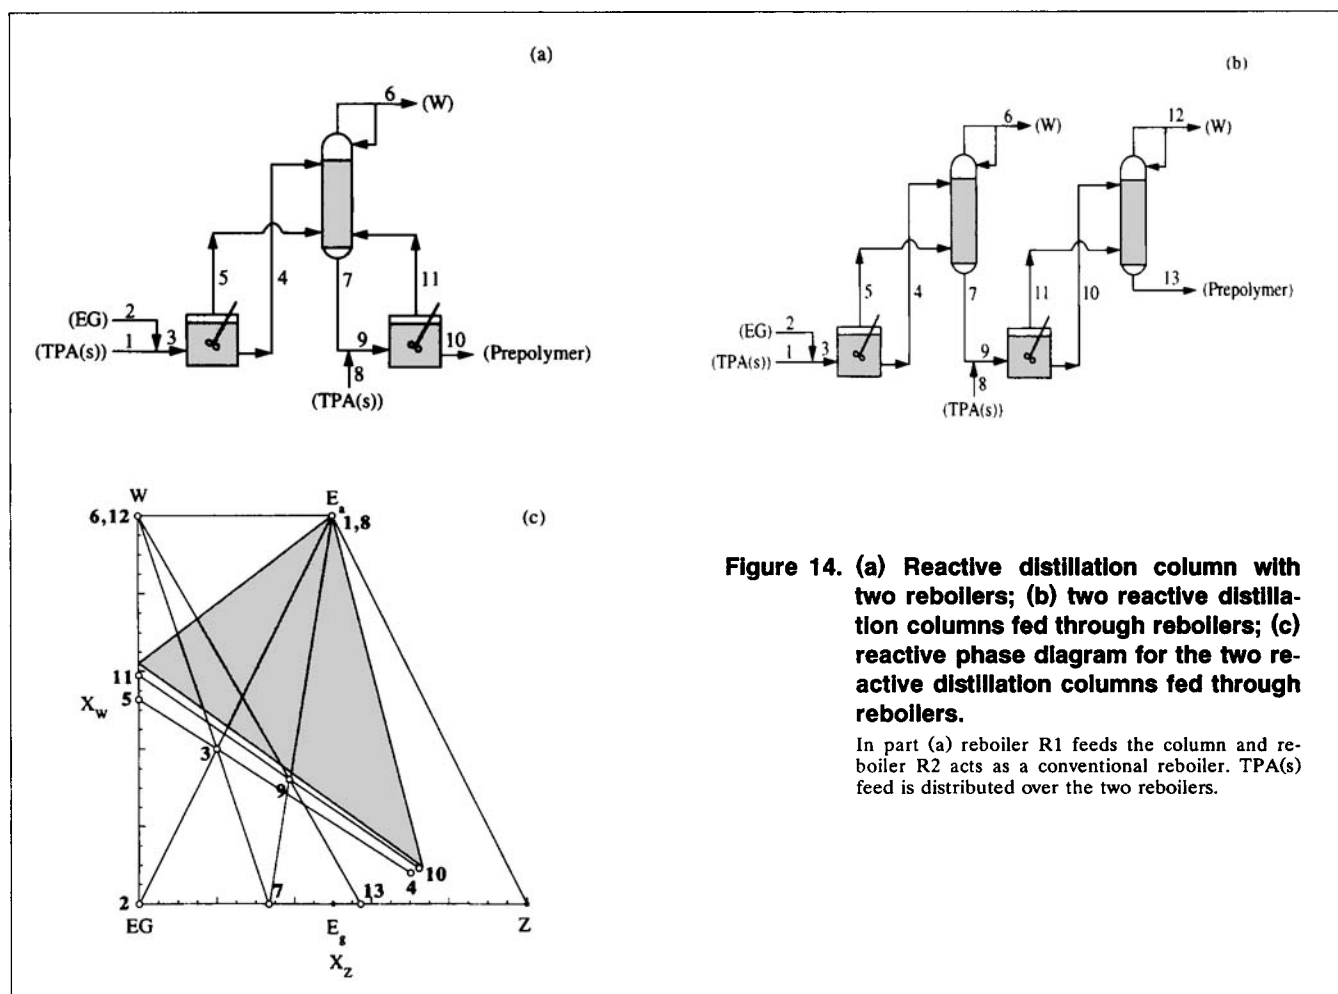 (a)
6
(W)
5
4
7
11
(EG)
2
(TPA(s))
1
3
9
10
(Prepolymer)
8
(TPA(s))
(b)
6
(W)
12
(W)
5
4
7
11
10
13
(Prepolymer)
(EG)
2
(TPA(s))
1
3
9
8
(TPA(s))
W
E_a
6,12
1,8
(c)
11
X_W
5
3
9
10
4
2
7
13
EG
E_g
Z
X_Z
Figure 14. (a) Reactive distillation column with
two reboilers; (b) two reactive distilla-
tion columns fed through reboilers; (c)
reactive phase diagram for the two re-
active distillation columns fed through
reboilers.
In part (a) reboiler R1 feeds the column and re-
boiler R2 acts as a conventional reboiler. TPA(s)
feed is distributed over the two reboilers.